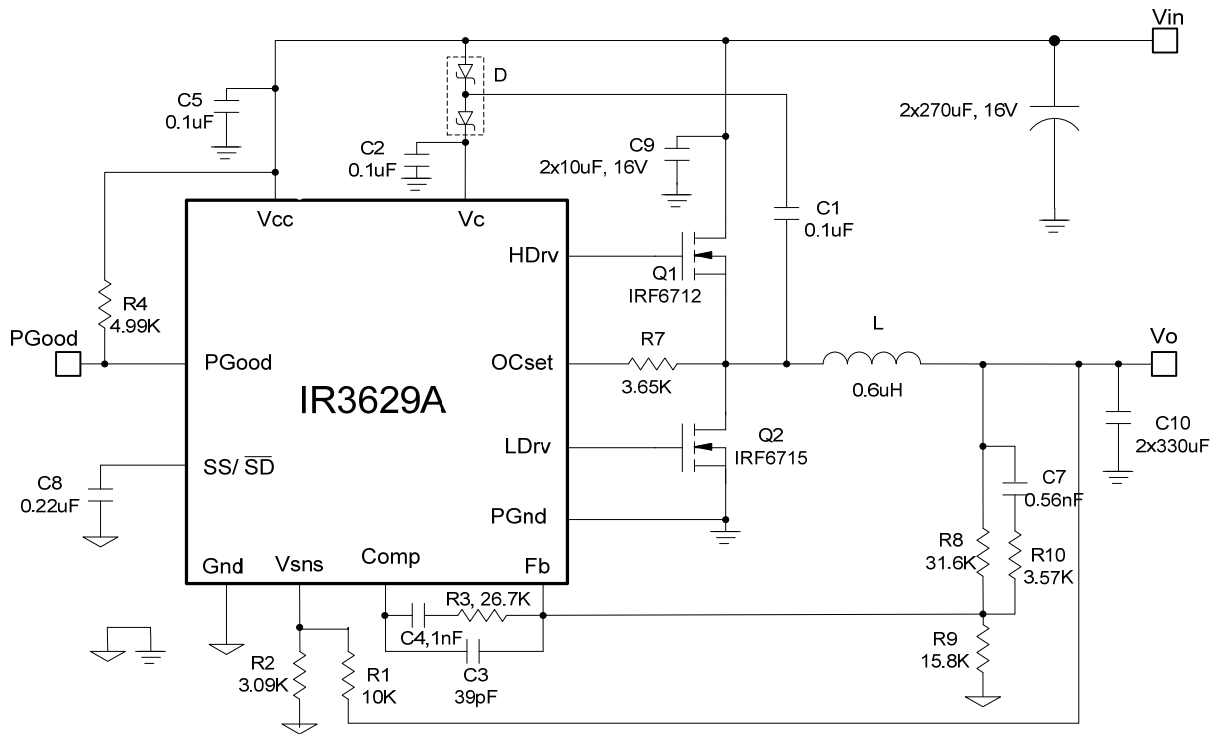 Vin
D
C5
0.1uF
2x270uF, 16V
C2
0.1uF
C9
2x10uF, 16V
Vcc
Vc
C1
0.1uF
HDrv
Q1
IRF6712
R4
4.99K
L
PGood
R7
Vo
PGood
OCset
3.65K
0.6uH
IR3629A
C10
2x330uF
LDrv
Q2
IRF6715
SS/ SD
C8
0.22uF
C7
0.56nF
PGnd
R8
31.6K
R10
3.57K
Gnd
Vsns
Comp
Fb
R3, 26.7K
C4,1nF
R9
15.8K
R2
3.09K
R1
10K
C3
39pF